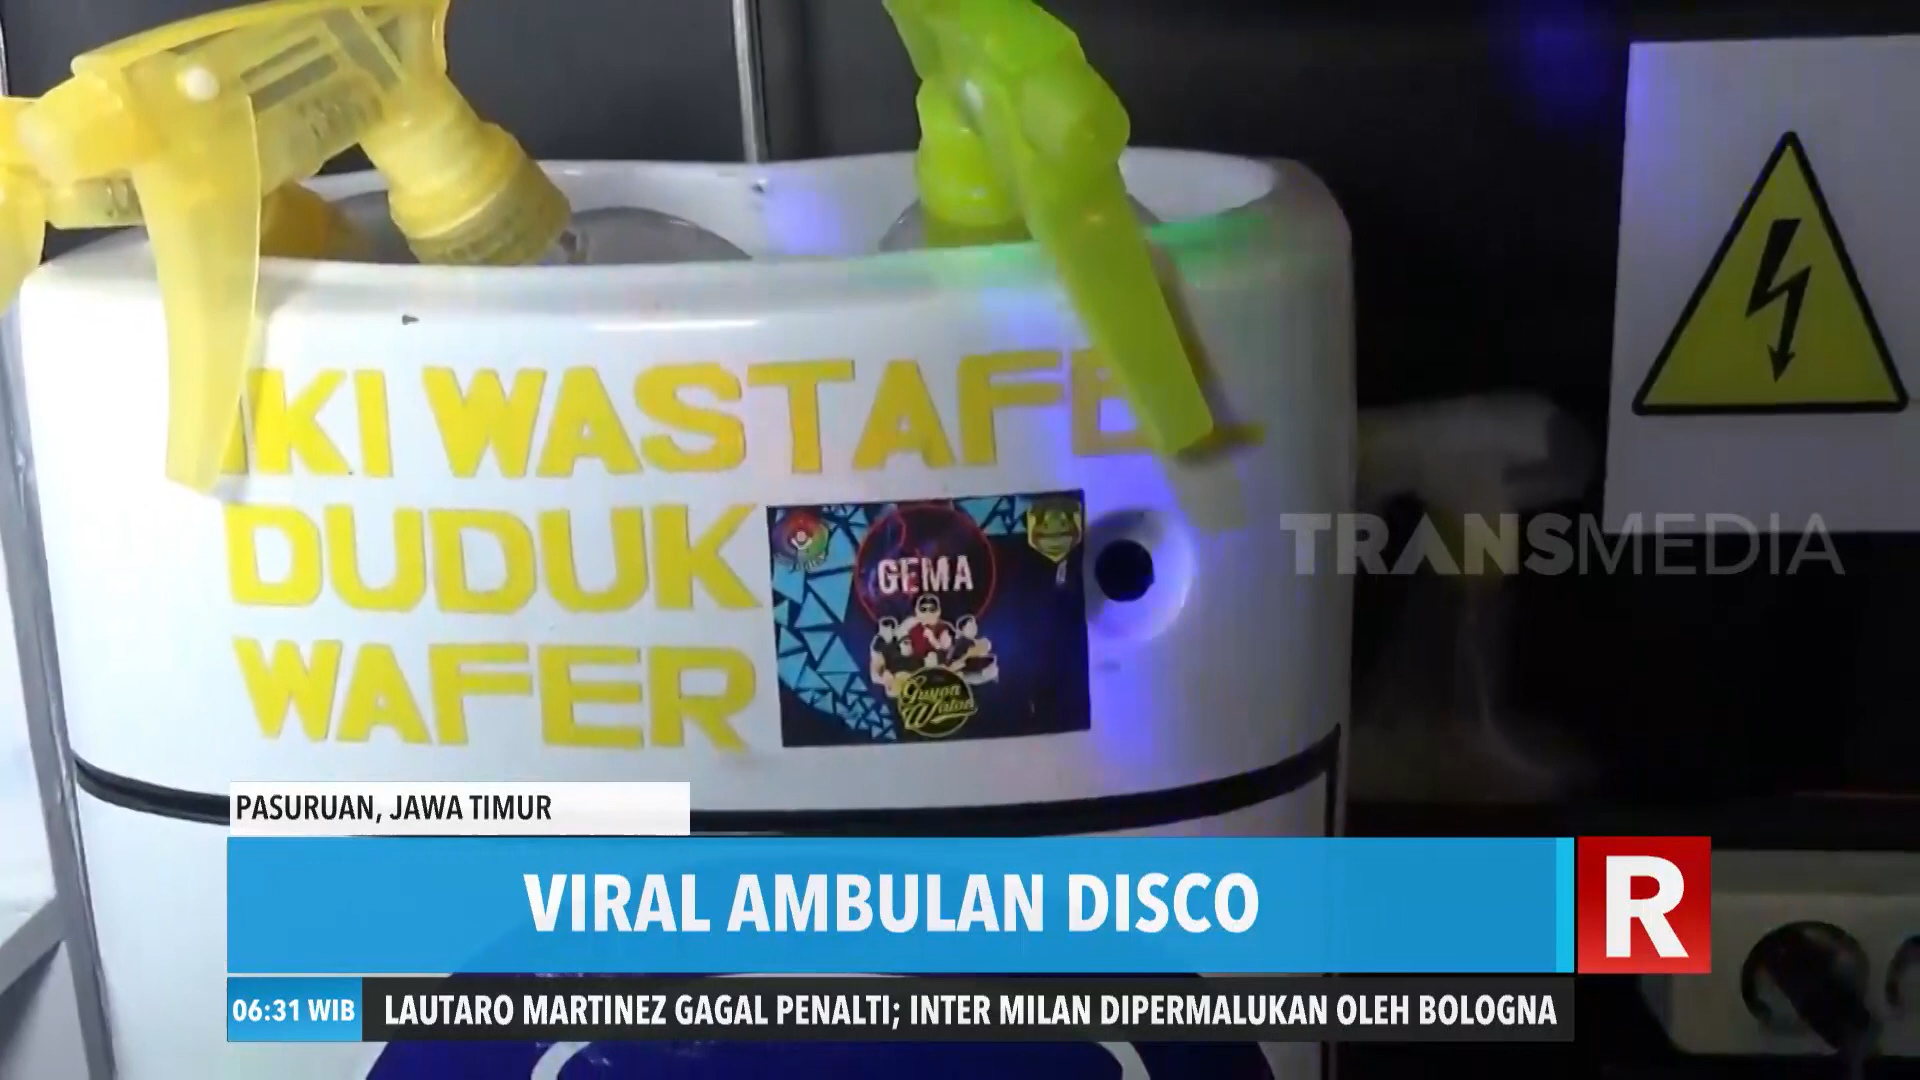 IKI WASTAFEL
DUDUK
WAFER
GEMA
Guyon
Waton
TRANSMEDIA
PASURUAN, JAWA TIMUR
VIRAL AMBULAN DISCO
R
06:31 WIB
LAUTARO MARTINEZ GAGAL PENALTI; INTER MILAN DIPERMALUKAN OLEH BOLOGNA